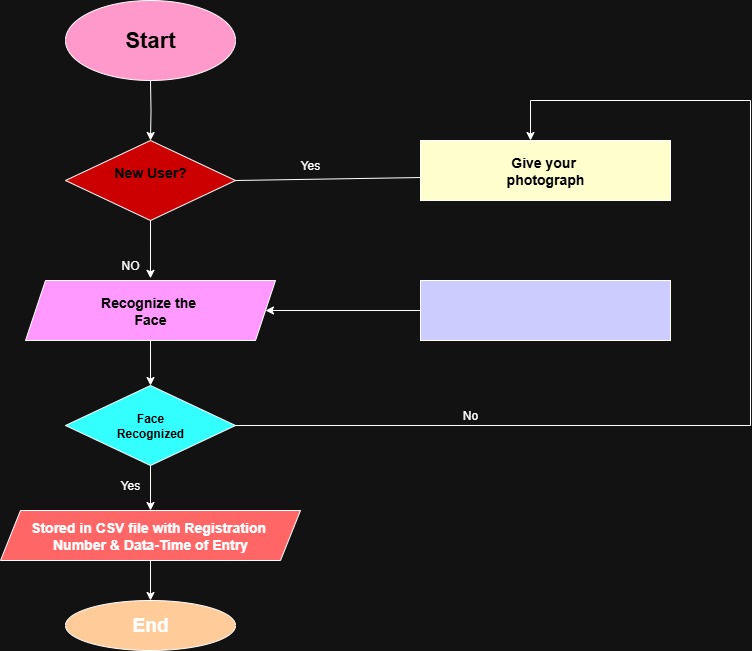 Start
New User?
Yes
Give your
photograph
NO
Recognize the
Face
Face
Recognized
No
Yes
Stored in CSV file with Registration
Number & Data-Time of Entry
End